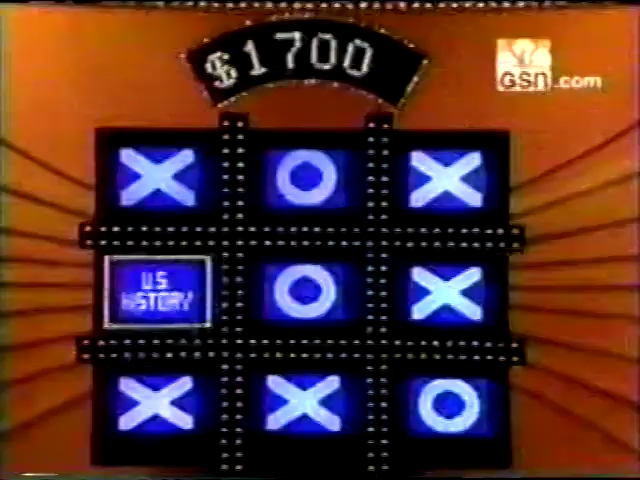 $1700
GSN.com
X O X
U.S. HISTORY O X
X X O